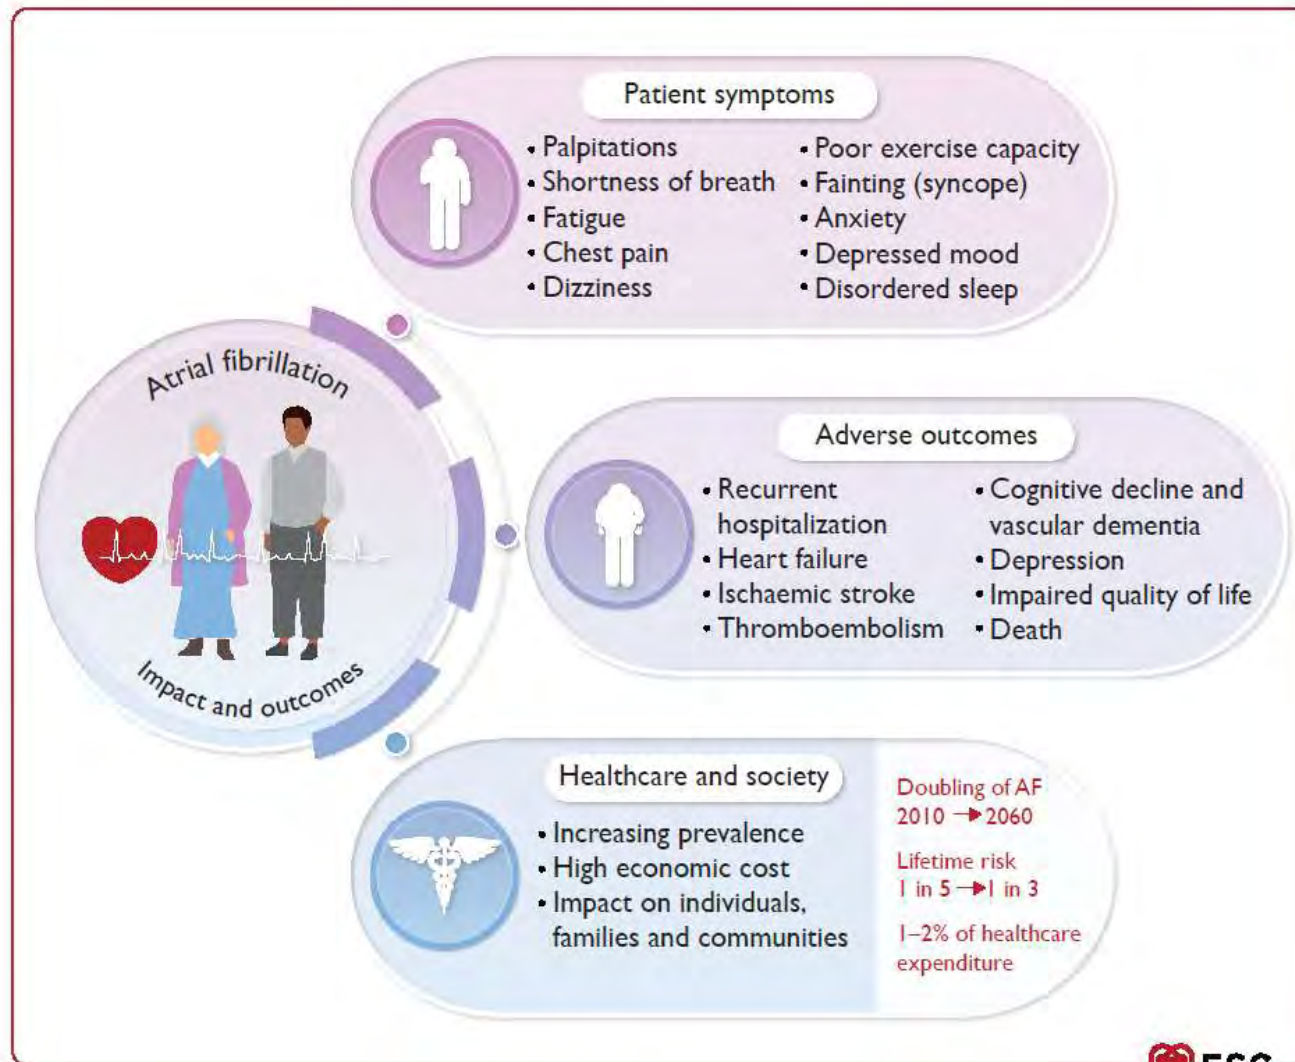 Patient symptoms
• Palpitations
• Shortness of breath
• Fatigue
• Chest pain
• Dizziness
• Poor exercise capacity
• Fainting (syncope)
• Anxiety
• Depressed mood
• Disordered sleep
Atrial fibrillation
Impact and outcomes
Adverse outcomes
• Recurrent
hospitalization
• Heart failure
• Ischaemic stroke
• Thromboembolism
• Cognitive decline and
vascular dementia
• Depression
• Impaired quality of life
• Death
Healthcare and society
• Increasing prevalence
• High economic cost
• Impact on individuals,
families and communities
Doubling of AF
2010 → 2060
Lifetime risk
1 in 5 → 1 in 3
1–2% of healthcare
expenditure
ESC